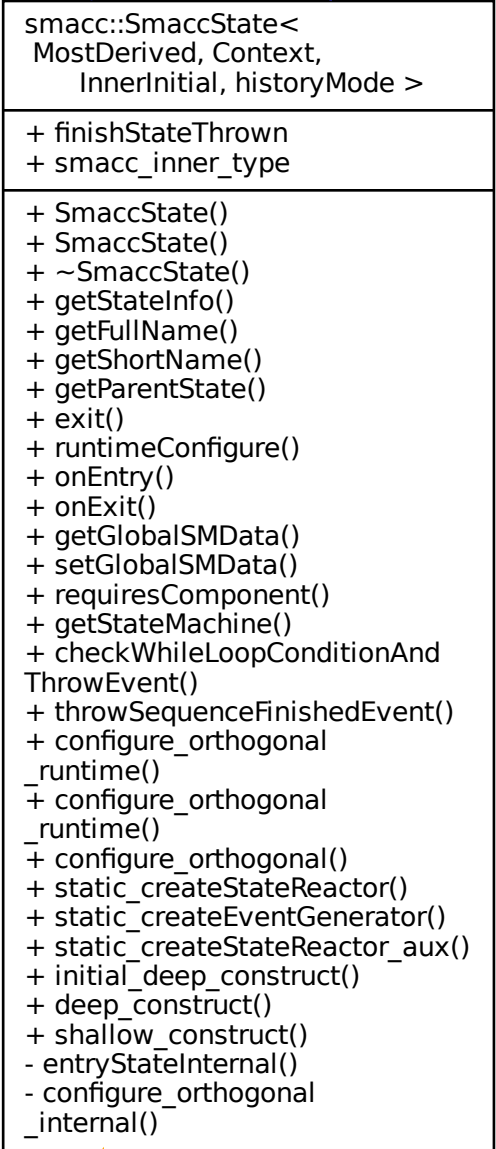 smacc::SmaccState<
MostDerived, Context,
InnerInitial, historyMode >
+ finishStateThrown
+ smacc_inner_type
+ SmaccState()
+ SmaccState()
+ ~SmaccState()
+ getStateInfo()
+ getFullName()
+ getShortName()
+ getParentState()
+ exit()
+ runtimeConfigure()
+ onEntry()
+ onExit()
+ getGlobalSMData()
+ setGlobalSMData()
+ requiresComponent()
+ getStateMachine()
+ checkWhileLoopConditionAnd
ThrowEvent()
+ throwSequenceFinishedEvent()
+ configure_orthogonal
_runtime()
+ configure_orthogonal
_runtime()
+ configure_orthogonal()
+ static_createStateReactor()
+ static_createEventGenerator()
+ static_createStateReactor_aux()
+ initial_deep_construct()
+ deep_construct()
+ shallow_construct()
- entryStateInternal()
- configure_orthogonal
_internal()